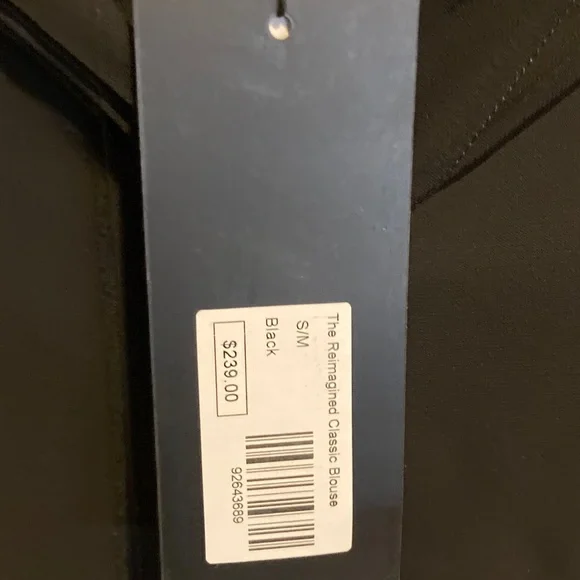 The Reimagined Classic Blouse
S/M
Black
$239.00
92643689